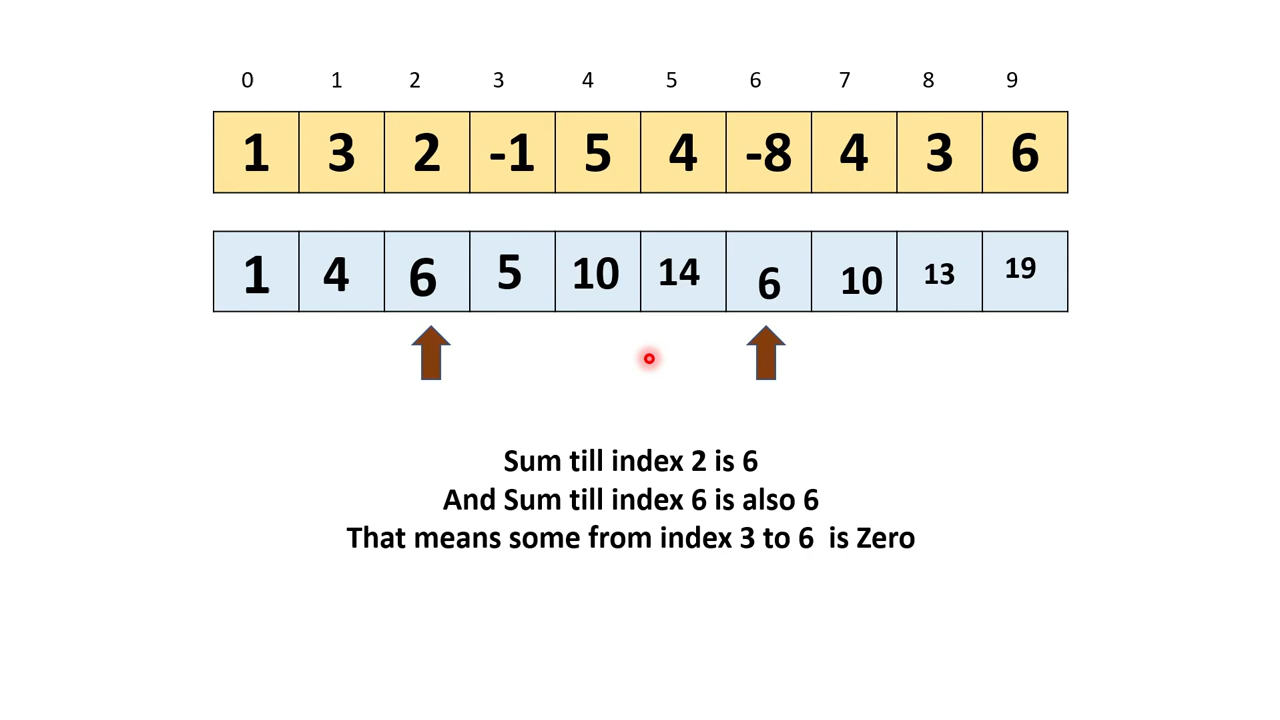 0 1 2 3 4 5 6 7 8 9
1 3 2 -1 5 4 -8 4 3 6
1 4 6 5 10 14 6 10 13 19
Sum till index 2 is 6
And Sum till index 6 is also 6
That means some from index 3 to 6 is Zero